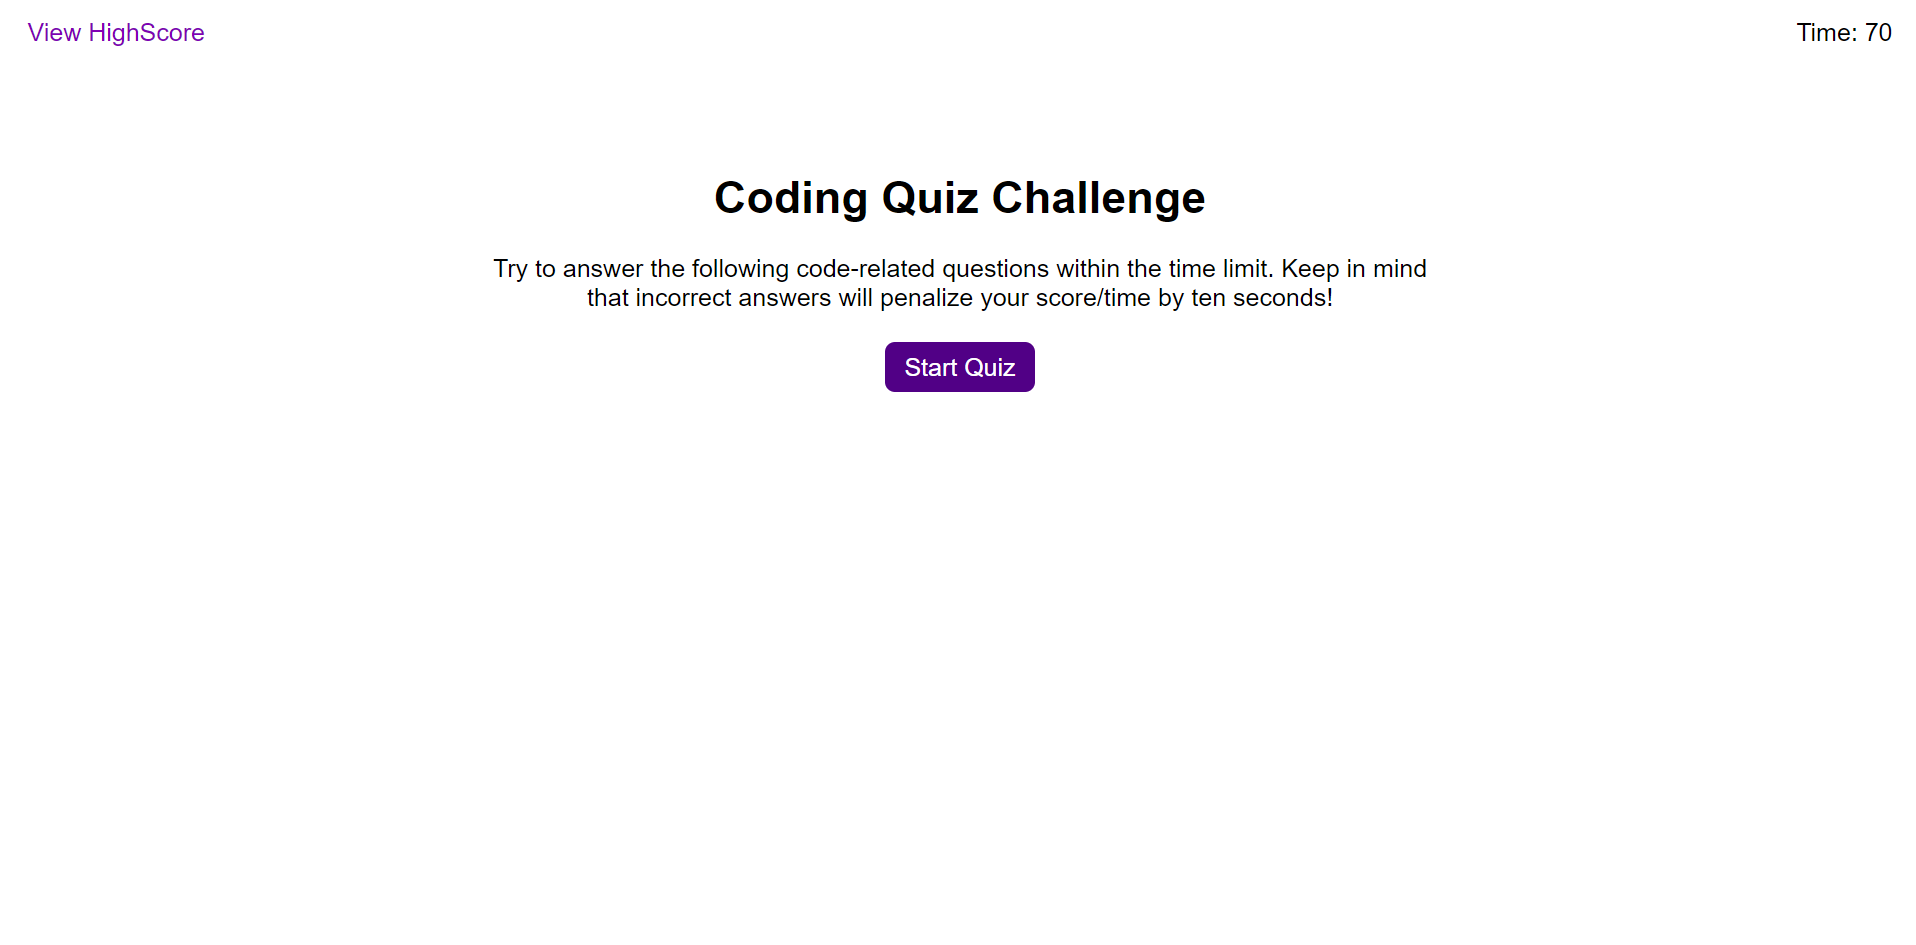 View HighScore
Time: 70
Coding Quiz Challenge
Try to answer the following code-related questions within the time limit. Keep in mind
that incorrect answers will penalize your score/time by ten seconds!
Start Quiz